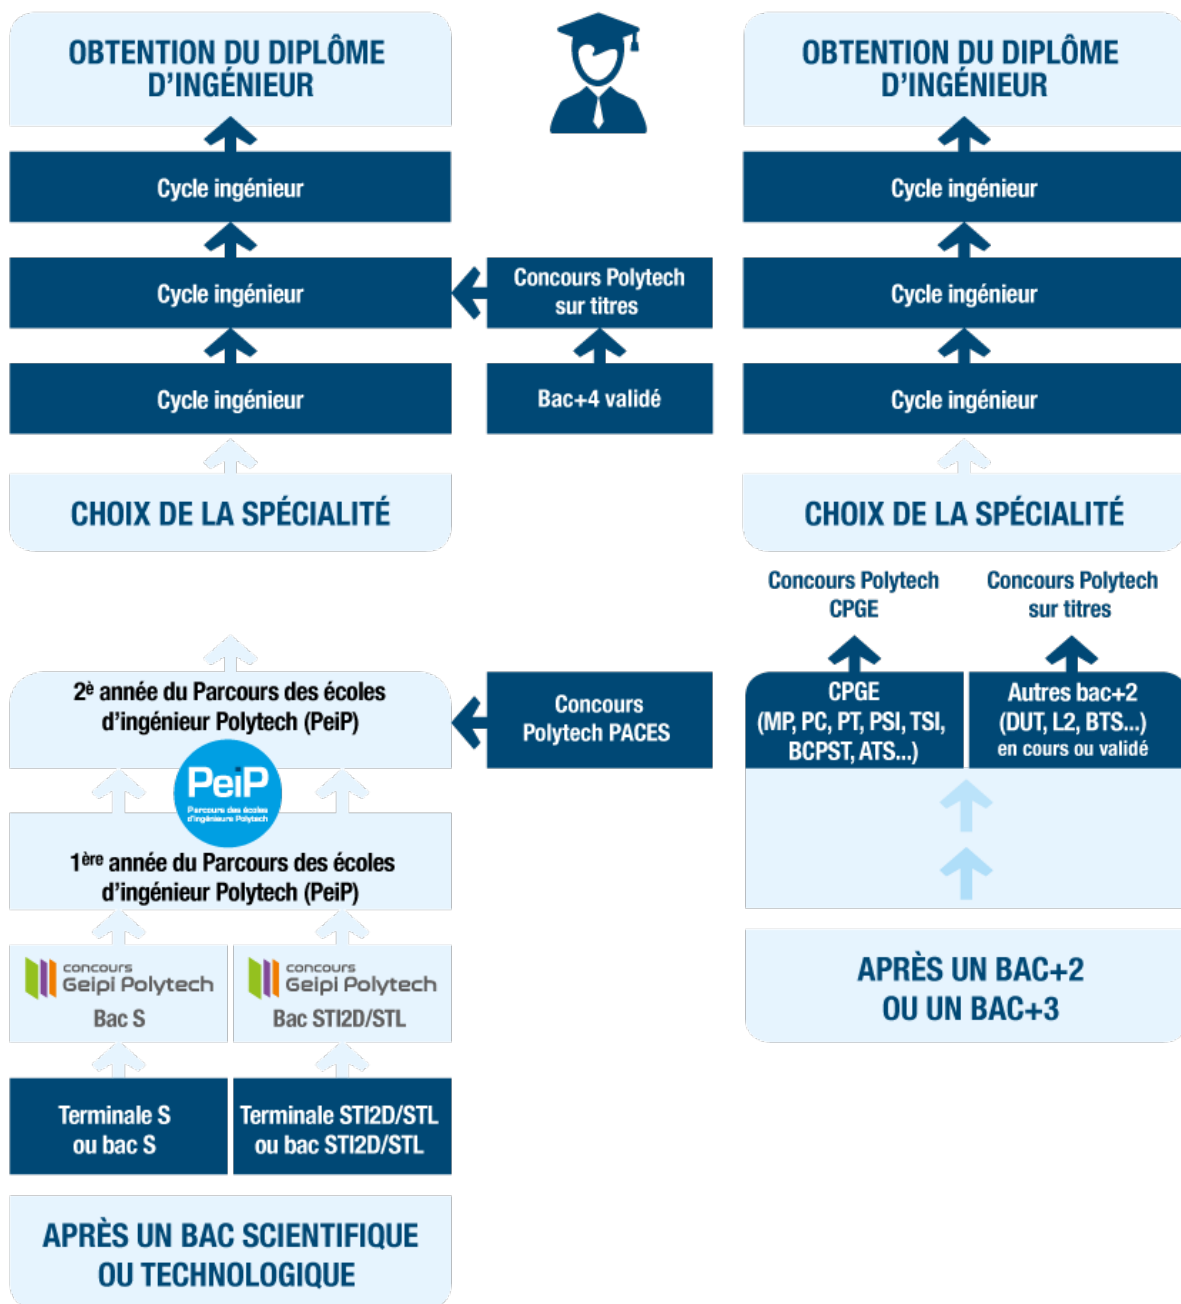 OBTENTION DU DIPLÔME
D'INGÉNIEUR
Cycle ingénieur
Cycle ingénieur
Cycle ingénieur
CHOIX DE LA SPÉCIALITÉ
Concours Polytech
sur titres
Bac+4 validé
2è année du Parcours des écoles
d'ingénieur Polytech (PeiP)
PeiP
Parcours des écoles
d'ingénieurs Polytech
1ère année du Parcours des écoles
d'ingénieur Polytech (PeiP)
Concours
Polytech PACES
concours
Geipi Polytech
Bac S
concours
Geipi Polytech
Bac STI2D/STL
Terminale S
ou bac S
Terminale STI2D/STL
ou bac STI2D/STL
APRÈS UN BAC SCIENTIFIQUE
OU TECHNOLOGIQUE
OBTENTION DU DIPLÔME
D'INGÉNIEUR
Cycle ingénieur
Cycle ingénieur
Cycle ingénieur
CHOIX DE LA SPÉCIALITÉ
Concours Polytech
CPGE
Concours Polytech
sur titres
CPGE
(MP, PC, PT, PSI, TSI,
BCPST, ATS...)
Autres bac+2
(DUT, L2, BTS...)
en cours ou validé
APRÈS UN BAC+2
OU UN BAC+3